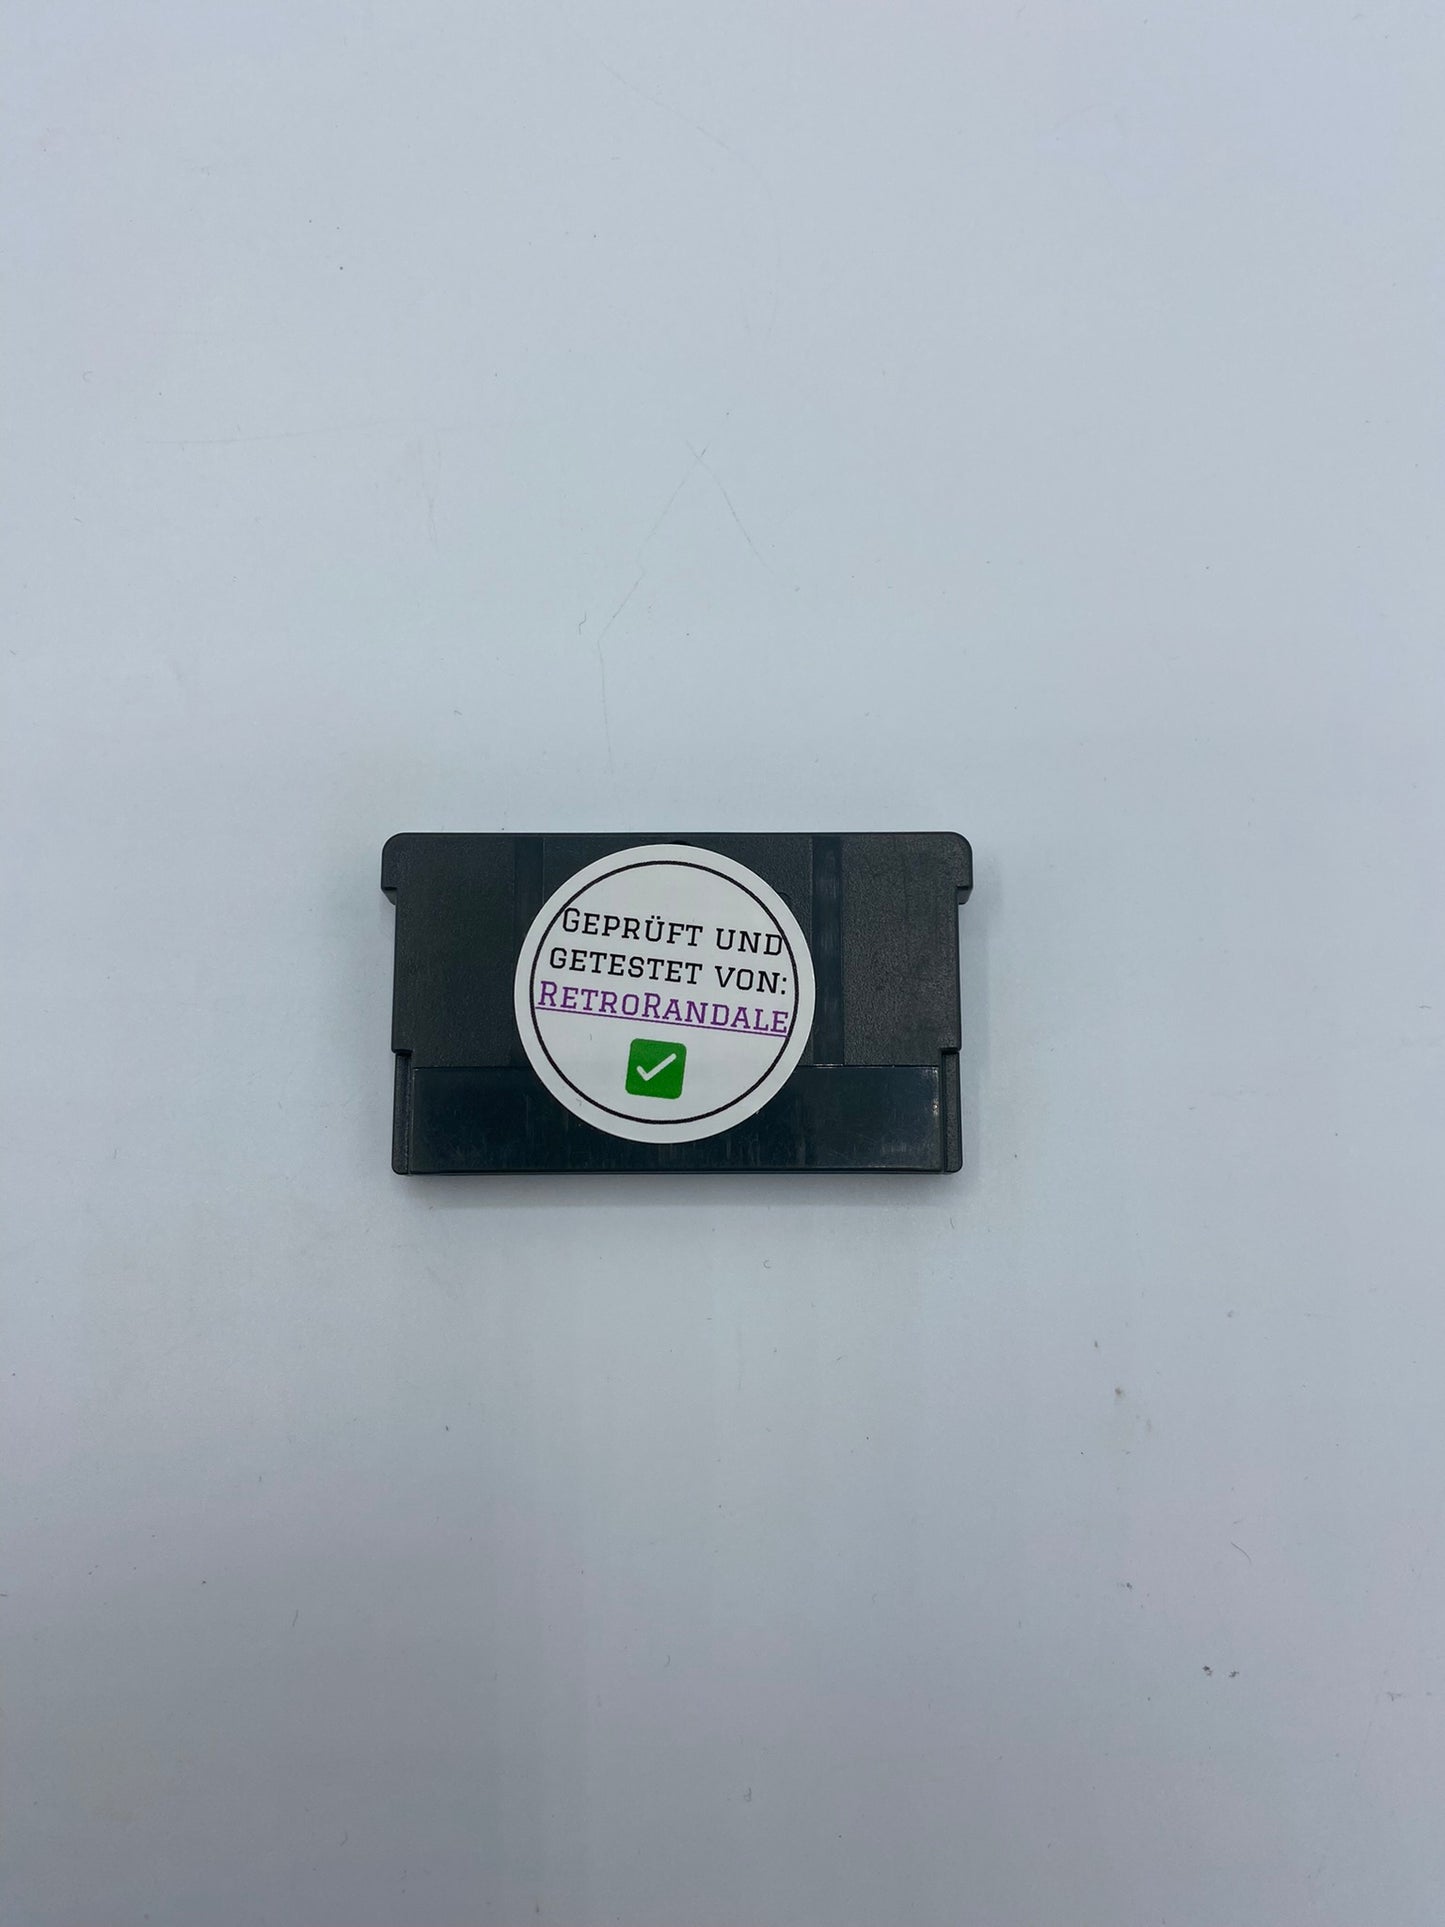 Geprüft und
getestet von:
RetroRandale